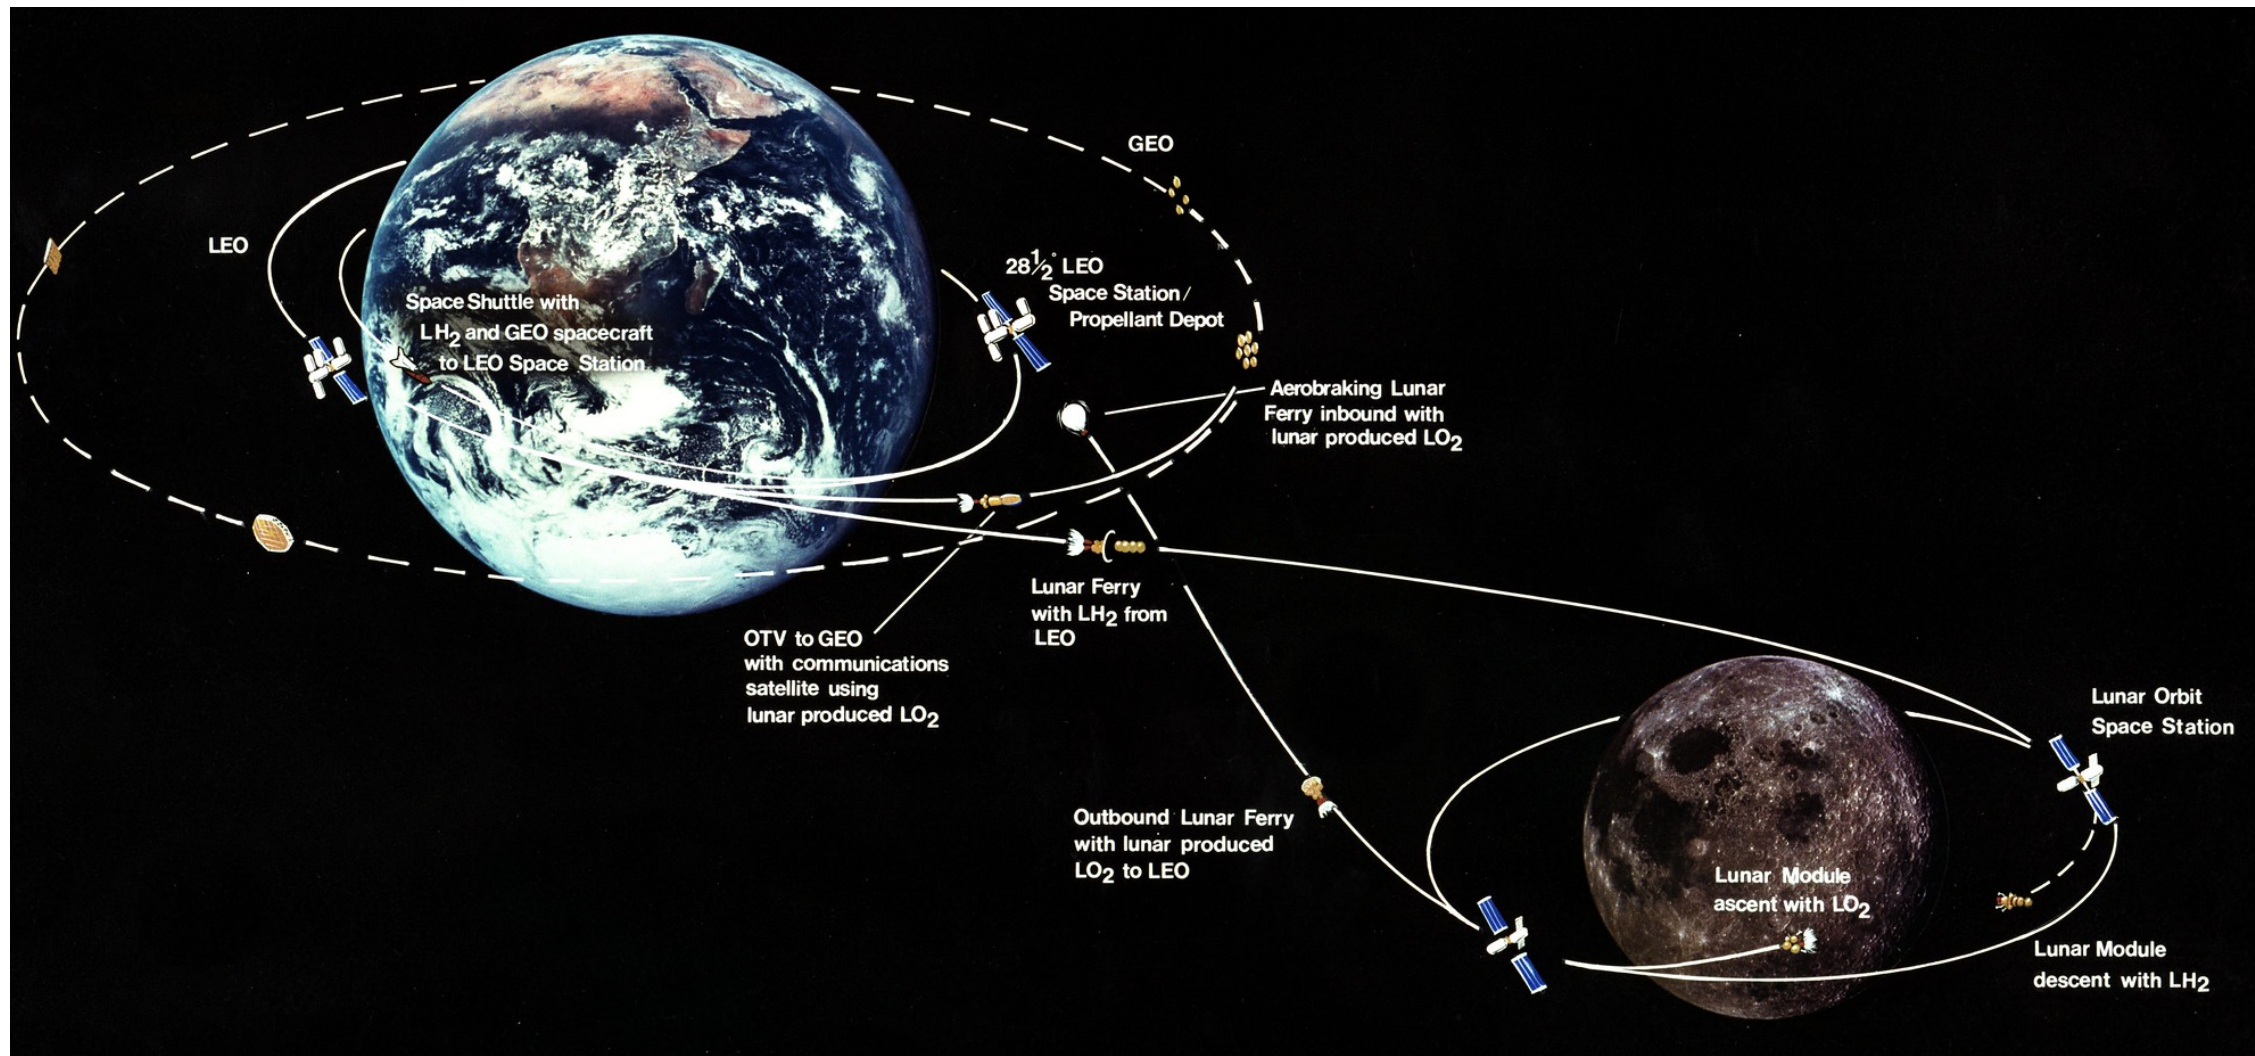 GEO
LEO
28½° LEO
Space Station/
Propellant Depot
Space Shuttle with
LH2 and GEO spacecraft
to LEO Space Station
Aerobraking Lunar
Ferry inbound with
lunar produced LO2
Lunar Ferry
with LH2 from
LEO
OTV to GEO
with communications
satellite using
lunar produced LO2
Lunar Orbit
Space Station
Outbound Lunar Ferry
with lunar produced
LO2 to LEO
Lunar Module
ascent with LO2
Lunar Module
descent with LH2